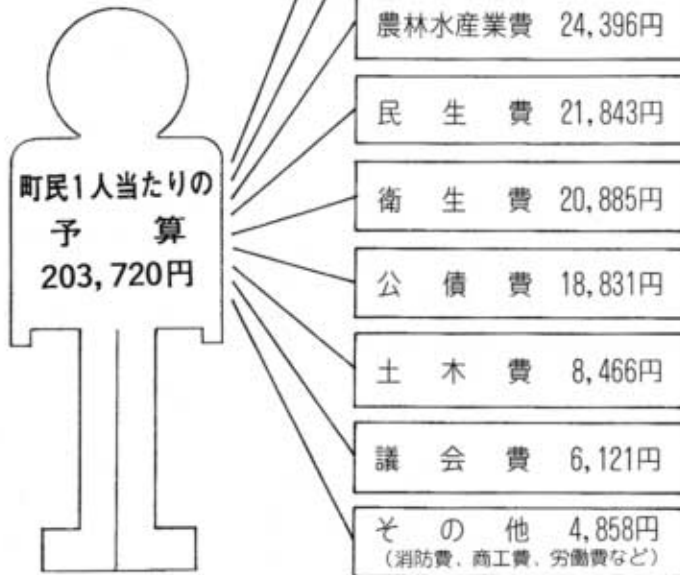 農林水産業費 24,396円
民生費 21,843円
町民1人当たりの
予算
203,720円
衛生費 20,885円
公債費 18,831円
土木費 8,466円
議会費 6,121円
その他 4,858円
(消防費、商工費、労働費など)